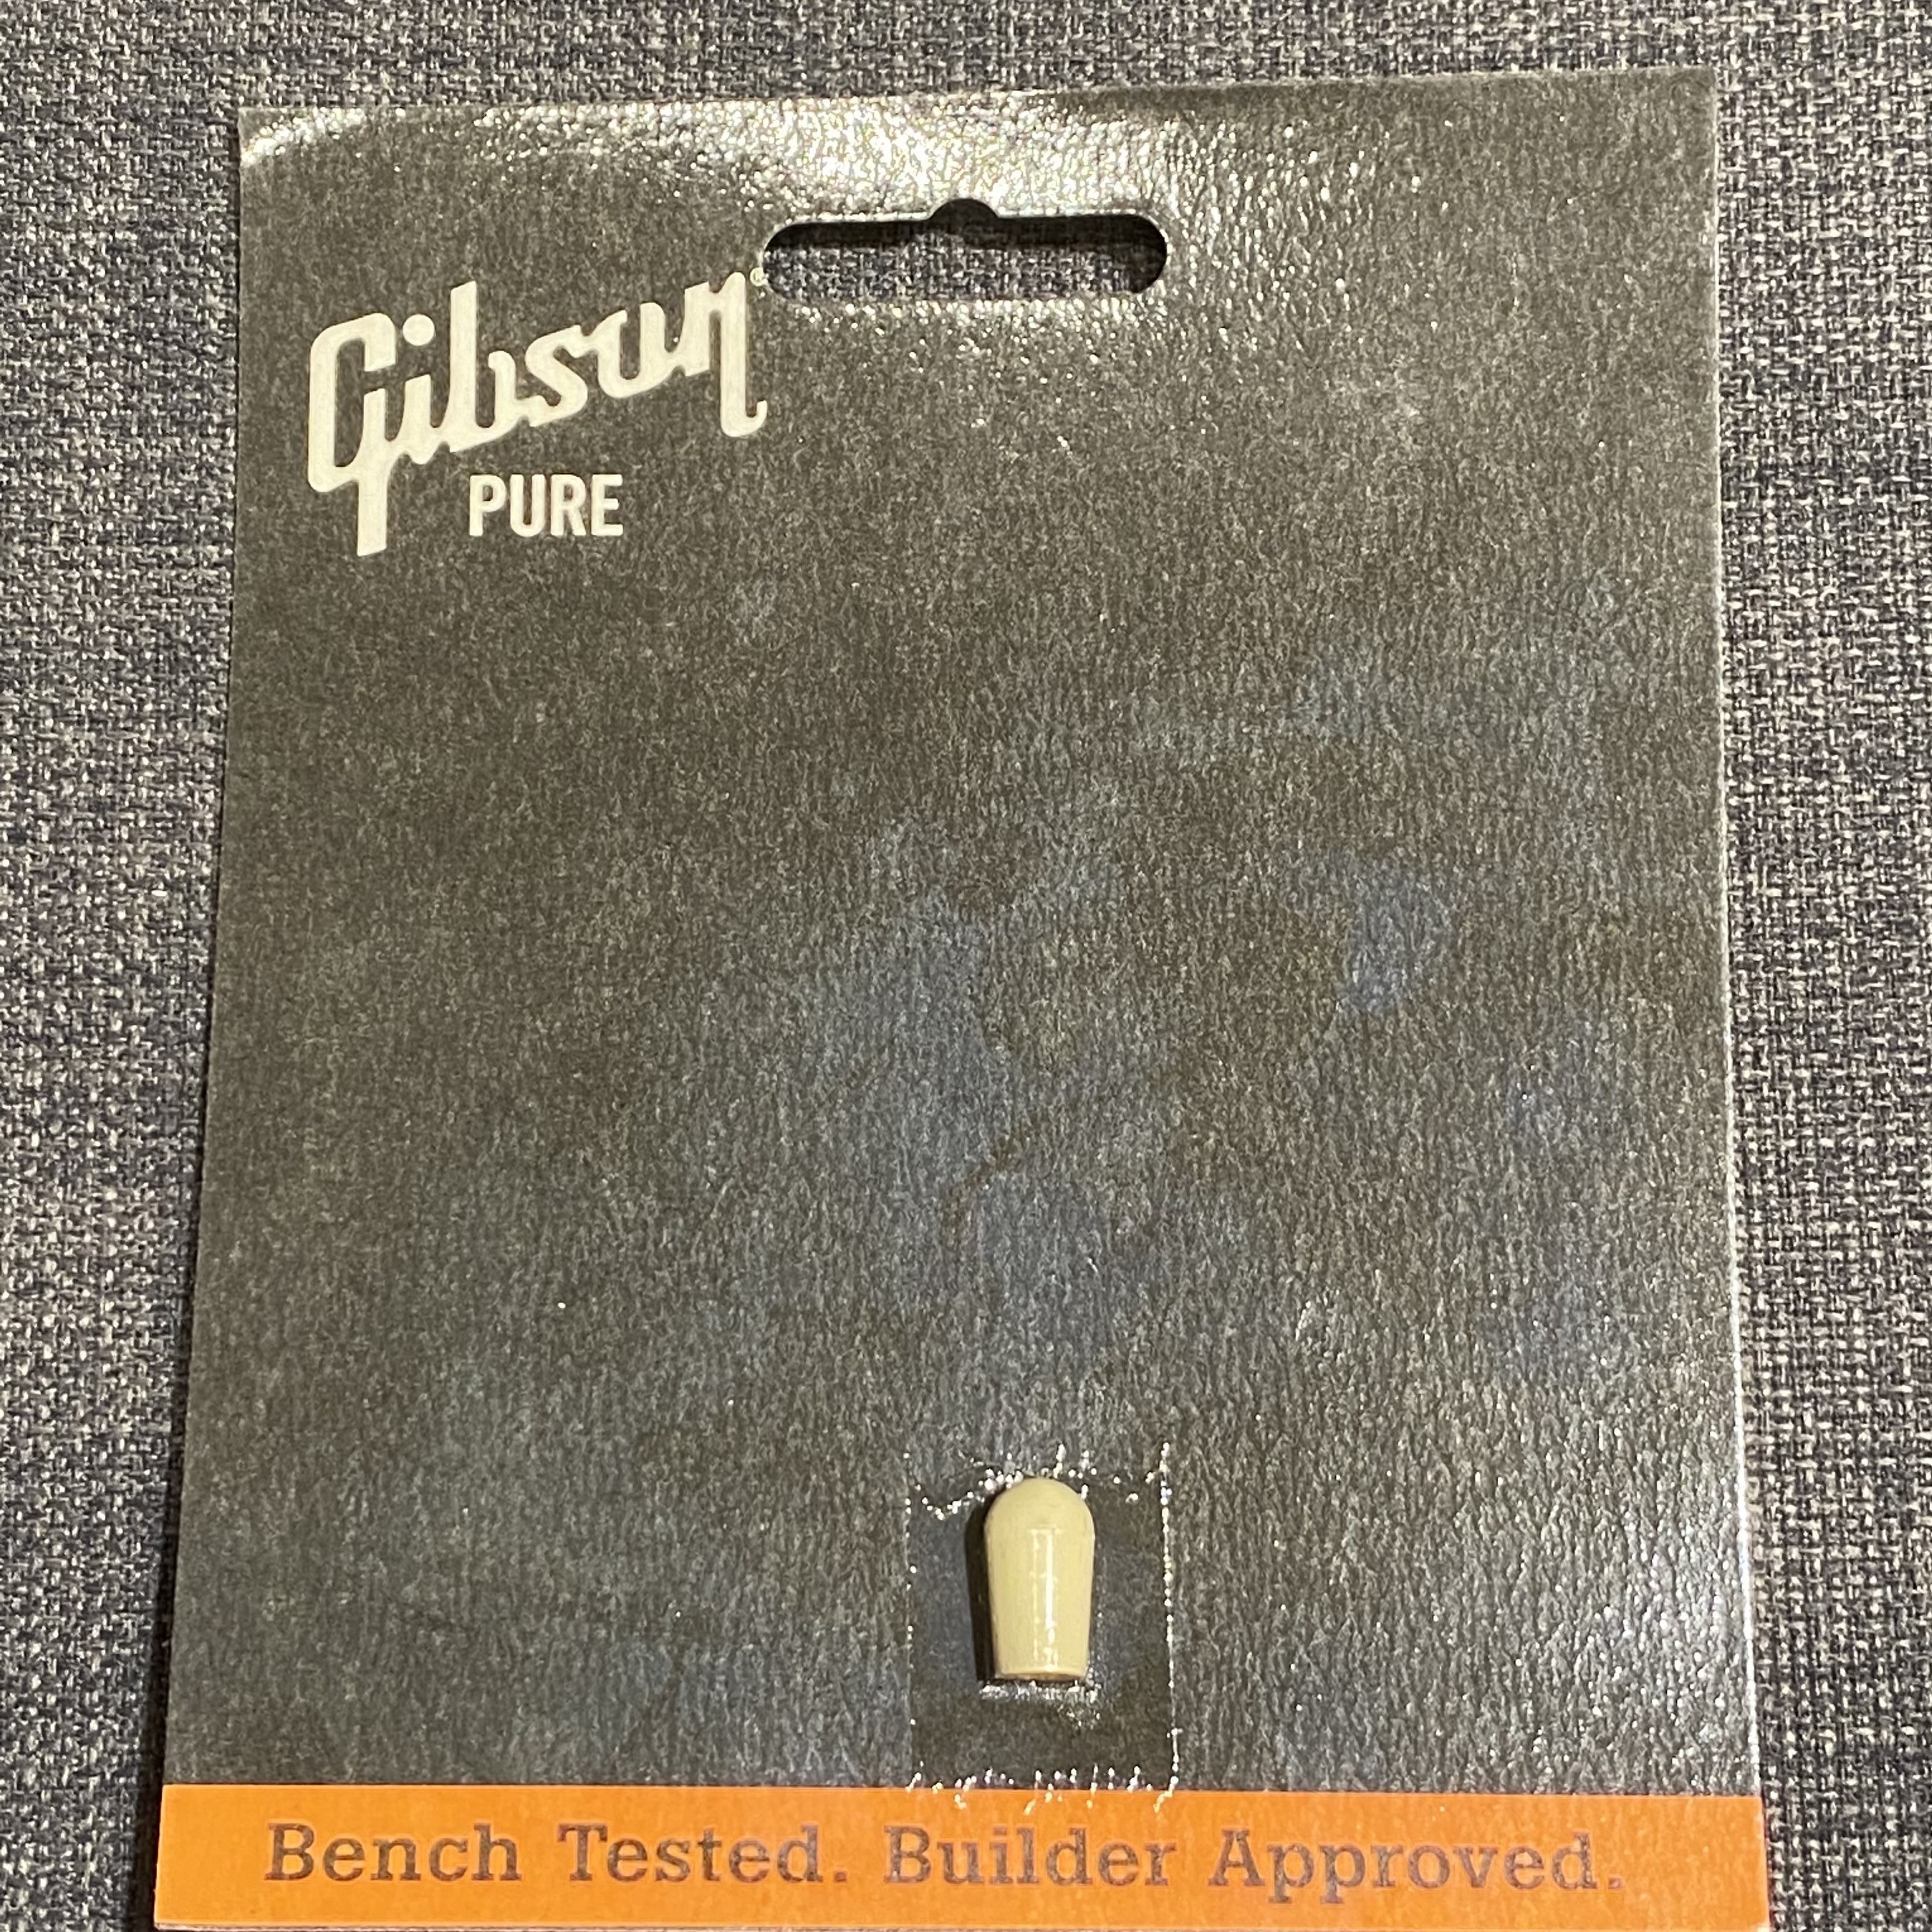 Gibson®
PURE
Bench Tested. Builder Approved.